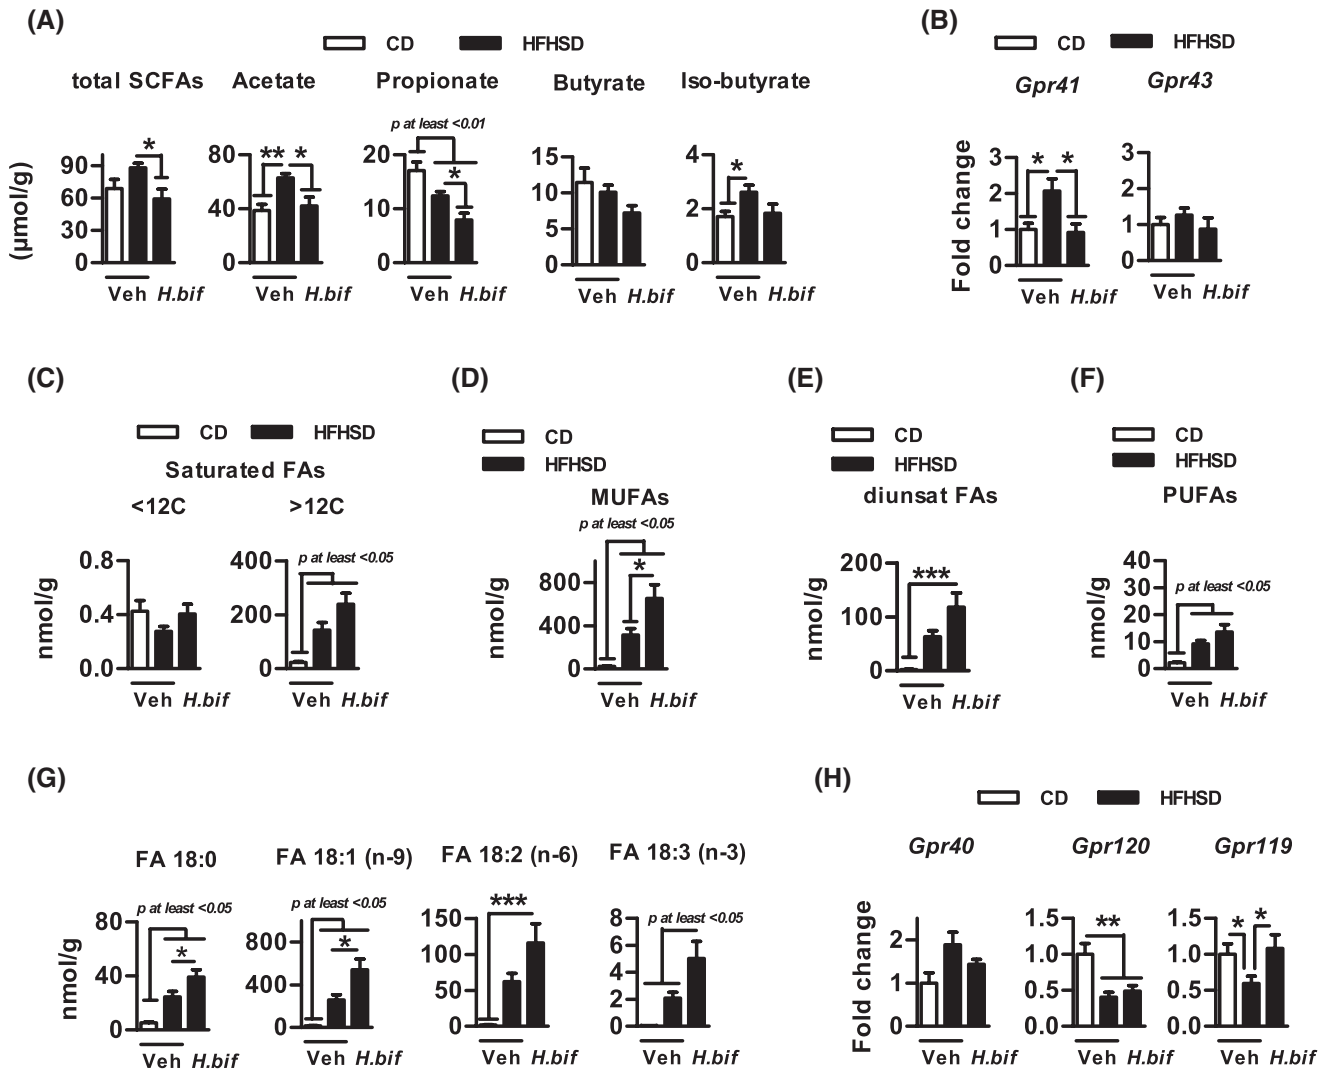 (A)
CD HFHSD
total SCFAs Acetate Propionate Butyrate Iso-butyrate
p at least <0.01
(µmol/g)
90 60 30 0
*
80 40 0
** *
20 10 0
*
15 10 5 0
4 2 0
*
Veh H.bif Veh H.bif Veh H.bif Veh H.bif Veh H.bif
(B)
CD HFHSD
Gpr41 Gpr43
Fold change
3 2 1 0
* *
3 2 1 0
Veh H.bif Veh H.bif
(C)
CD HFHSD
Saturated FAs
<12C >12C
p at least <0.05
nmol/g
0.8 0.4 0.0
400 200 0
Veh H.bif Veh H.bif
(D)
CD
HFHSD
MUFAs
p at least <0.05
*
nmol/g
800 400 0
Veh H.bif
(E)
CD
HFHSD
diunsat FAs
***
nmol/g
200 100 0
Veh H.bif
(F)
CD
HFHSD
PUFAs
p at least <0.05
nmol/g
40 30 20 10 0
Veh H.bif
(G)
FA 18:0 FA 18:1 (n-9) FA 18:2 (n-6) FA 18:3 (n-3)
p at least <0.05 p at least <0.05 *** p at least <0.05
* *
nmol/g
80 40 0
800 400 0
150 100 50 0
8 6 4 2 0
Veh H.bif Veh H.bif Veh H.bif Veh H.bif
(H)
CD HFHSD
Gpr40 Gpr120 Gpr119
Fold change
2 1 0
1.5 1.0 0.5 0.0
**
1.5 1.0 0.5 0.0
* *
Veh H.bif Veh H.bif Veh H.bif